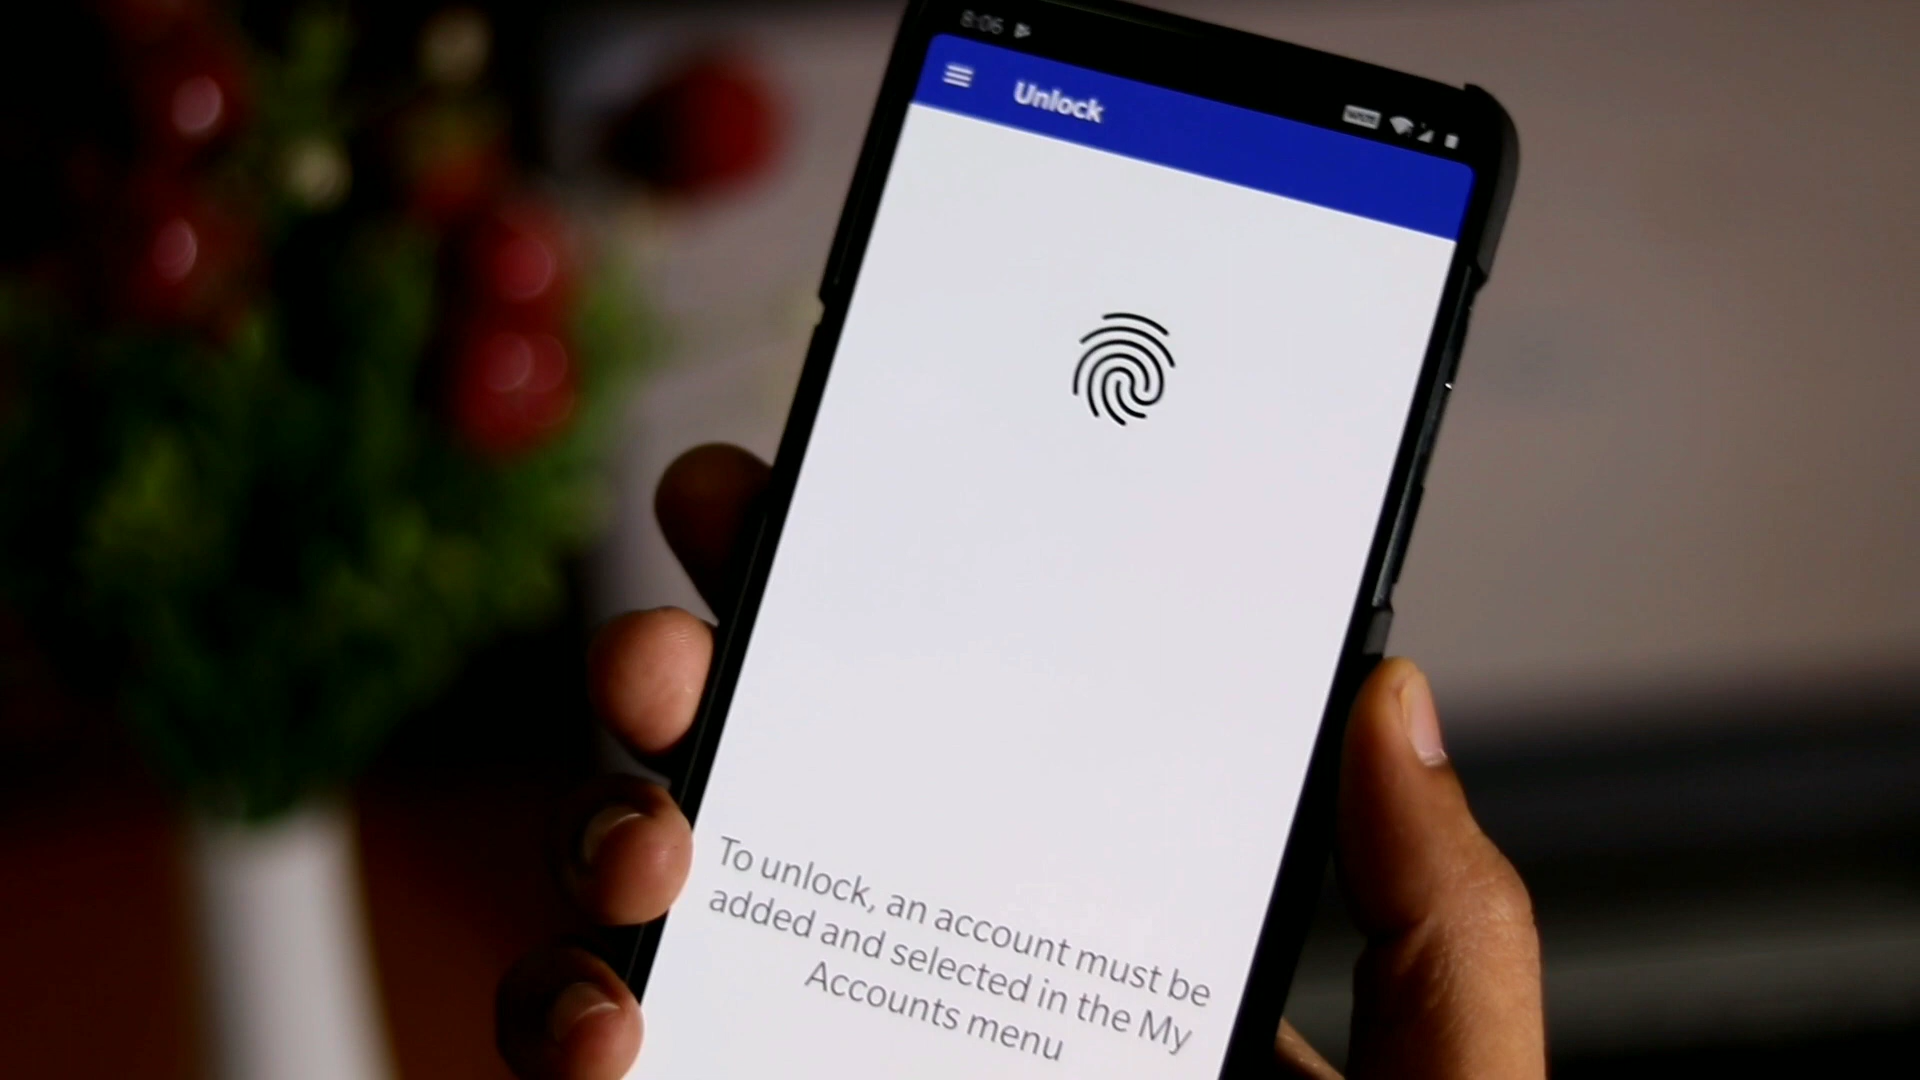 8:06
Unlock
To unlock, an account must be
added and selected in the My
Accounts menu